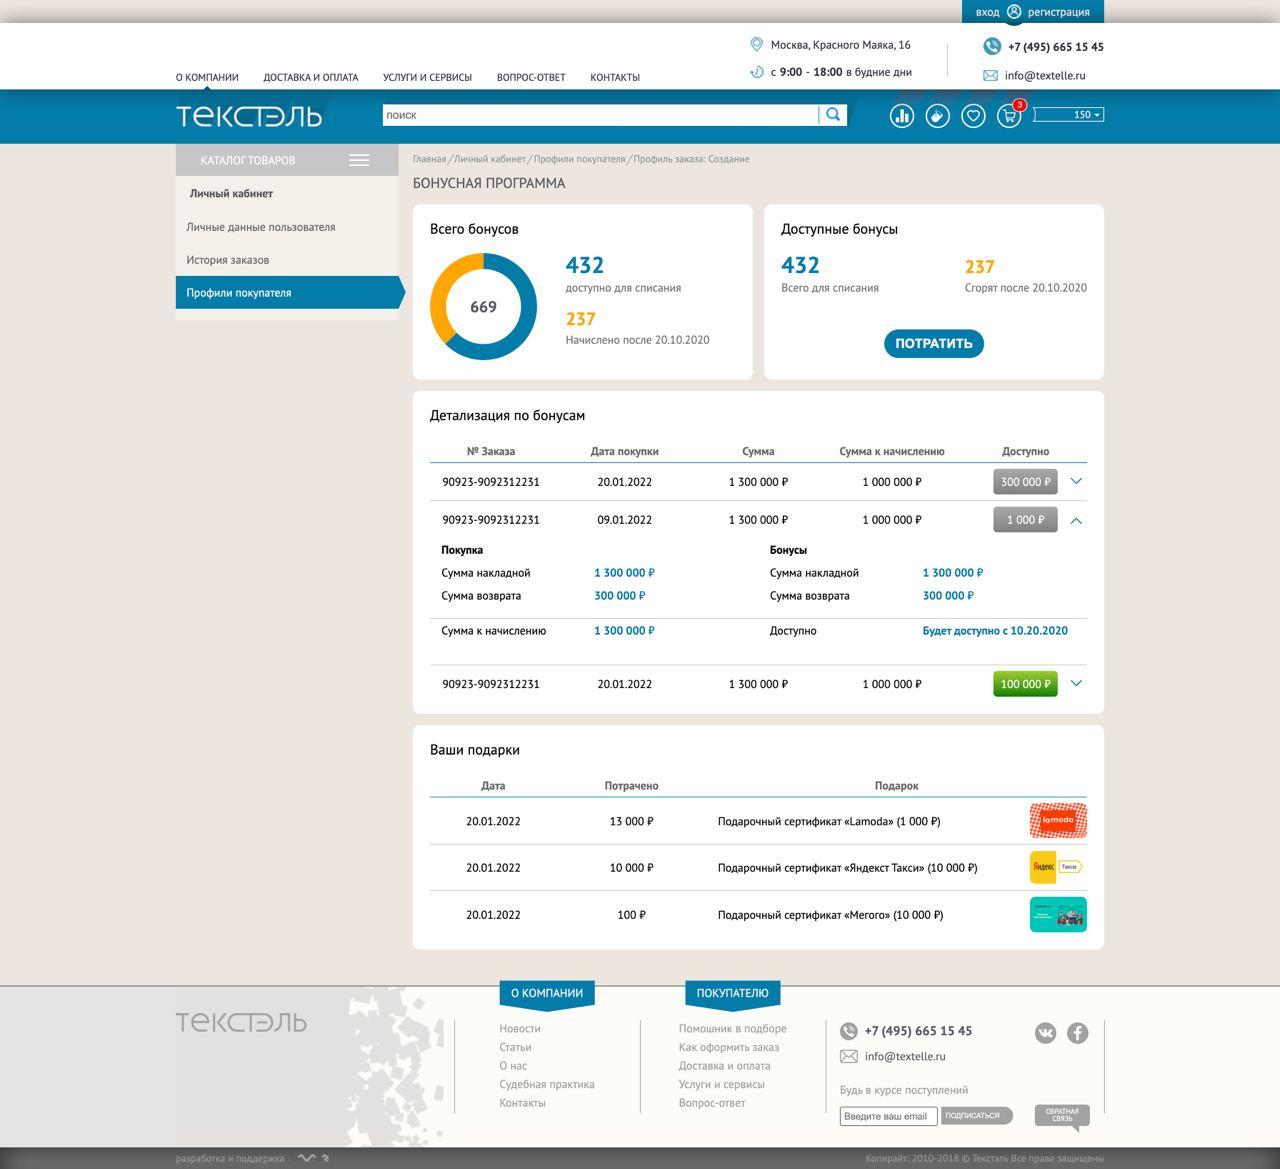 вход регистрация
Москва, Красного Маяка, 16
+7 (495) 665 15 45
О КОМПАНИИ ДОСТАВКА И ОПЛАТА УСЛУГИ И СЕРВИСЫ ВОПРОС-ОТВЕТ КОНТАКТЫ
с 9:00 - 18:00 в будние дни
info@textelle.ru
ТЕКСТЭЛЬ
поиск
3
150
КАТАЛОГ ТОВАРОВ
Личный кабинет
Личные данные пользователя
История заказов
Профили покупателя
Главная / Личный кабинет / Профили покупателя / Профиль заказа: Создание
БОНУСНАЯ ПРОГРАММА
Всего бонусов
669
432
доступно для списания
237
Начислено после 20.10.2020
Доступные бонусы
432
Всего для списания
237
Сгорят после 20.10.2020
ПОТРАТИТЬ
Детализация по бонусам
№ Заказа Дата покупки Сумма Сумма к начислению Доступно
90923-9092312231 20.01.2022 1 300 000 ₽ 1 000 000 ₽ 300 000 ₽
90923-9092312231 09.01.2022 1 300 000 ₽ 1 000 000 ₽ 1 000 ₽
Покупка Бонусы
Сумма накладной 1 300 000 ₽ Сумма накладной 1 300 000 ₽
Сумма возврата 300 000 ₽ Сумма возврата 300 000 ₽
Сумма к начислению 1 300 000 ₽ Доступно Будет доступно с 10.20.2020
90923-9092312231 20.01.2022 1 300 000 ₽ 1 000 000 ₽ 100 000 ₽
Ваши подарки
Дата Потрачено Подарок
20.01.2022 13 000 ₽ Подарочный сертификат «Lamoda» (1 000 ₽) lamoda
20.01.2022 10 000 ₽ Подарочный сертификат «Яндекст Такси» (10 000 ₽) Яндекс Такси
20.01.2022 100 ₽ Подарочный сертификат «Мегого» (10 000 ₽)
ТЕКСТЭЛЬ
О КОМПАНИИ
Новости
Статьи
О нас
Судебная практика
Контакты
ПОКУПАТЕЛЮ
Помошник в подборе
Как оформить заказ
Доставка и оплата
Услуги и сервисы
Вопрос-ответ
+7 (495) 665 15 45
info@textelle.ru
Будь в курсе поступлений
Введите ваш email ПОДПИСАТЬСЯ
ОБРАТНАЯ
СВЯЗЬ
разработка и поддержка
Копирайт: 2010-2018 © Текстэль Все права защищены